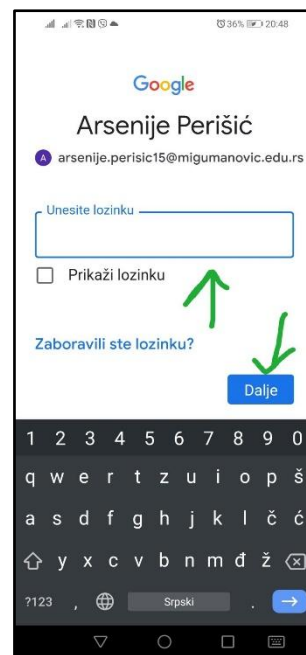 36% 20:48
Google
Arsenije Perišić
A arsenije.perisic15@migumanovic.edu.rs
Unesite lozinku
Prikaži lozinku
Zaboravili ste lozinku?
Dalje
1 2 3 4 5 6 7 8 9 0
q w e r t z u i o p š
a s d f g h j k l č ć
y x c v b n m đ ž
?123 , Srpski .